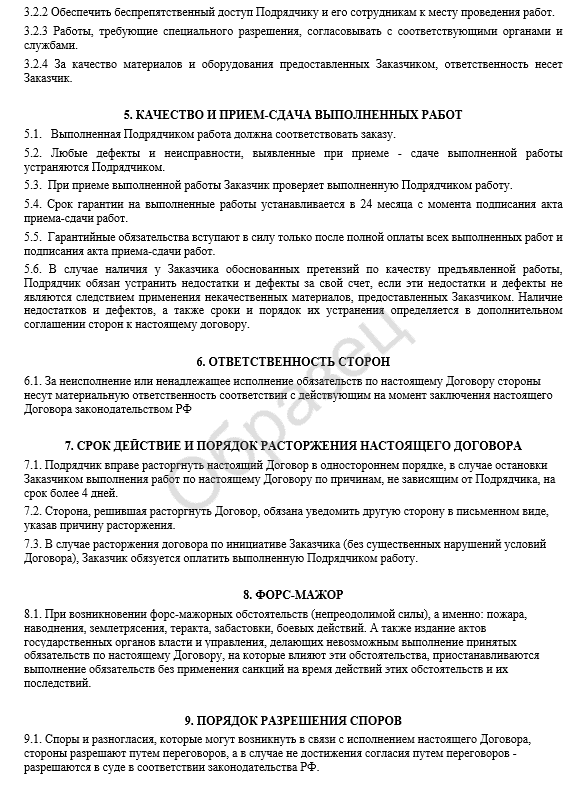 3.2.2 Обеспечить беспрепятственный доступ Подрядчику и его сотрудникам к месту проведения работ.
3.2.3 Работы, требующие специального разрешения, согласовывать с соответствующими органами и
службами.
3.2.4 За качество материалов и оборудования предоставленных Заказчиком, ответственность несет
Заказчик.
5. КАЧЕСТВО И ПРИЕМ-СДАЧА ВЫПОЛНЕННЫХ РАБОТ
5.1. Выполненная Подрядчиком работа должна соответствовать заказу.
5.2. Любые дефекты и неисправности, выявленные при приеме - сдаче выполненной работы
устраняются Подрядчиком.
5.3. При приеме выполненной работы Заказчик проверяет выполненную Подрядчиком работу.
5.4. Срок гарантии на выполненные работы устанавливается в 24 месяца с момента подписания акта
приема-сдачи работ.
5.5. Гарантийные обязательства вступают в силу только после полной оплаты всех выполненных работ и
подписания акта приема-сдачи работ.
5.6. В случае наличия у Заказчика обоснованных претензий по качеству предъявленной работы,
Подрядчик обязан устранить недостатки и дефекты за свой счет, если эти недостатки и дефекты не
являются следствием применения некачественных материалов, предоставленных Заказчиком. Наличие
недостатков и дефектов, а также сроки и порядок их устранения определяется в дополнительном
соглашении сторон к настоящему договору.
6. ОТВЕТСТВЕННОСТЬ СТОРОН
6.1. За неисполнение или ненадлежащее исполнение обязательств по настоящему Договору стороны
несут материальную ответственность соответствии с действующим на момент заключения настоящего
Договора законодательством РФ
7. СРОК ДЕЙСТВИЕ И ПОРЯДОК РАСТОРЖЕНИЯ НАСТОЯЩЕГО ДОГОВОРА
7.1. Подрядчик вправе расторгнуть настоящий Договор в одностороннем порядке, в случае остановки
Заказчиком выполнения работ по настоящему Договору по причинам, не зависящим от Подрядчика, на
срок более 4 дней.
7.2. Сторона, решившая расторгнуть Договор, обязана уведомить другую сторону в письменном виде,
указав причину расторжения.
7.3. В случае расторжения договора по инициативе Заказчика (без существенных нарушений условий
Договора), Заказчик обязуется оплатить выполненную Подрядчиком работу.
8. ФОРС-МАЖОР
8.1. При возникновении форс-мажорных обстоятельств (непреодолимой силы), а именно: пожара,
наводнения, землетрясения, теракта, забастовки, боевых действий. А также издание актов
государственных органов власти и управления, делающих невозможным выполнение принятых
обязательств по настоящему Договору, на которые влияют эти обстоятельства, приостанавливаются
выполнение обязательств без применения санкций на время действий этих обстоятельств и их
последствий.
9. ПОРЯДОК РАЗРЕШЕНИЯ СПОРОВ
9.1. Споры и разногласия, которые могут возникнуть в связи с исполнением настоящего Договора,
стороны разрешают путем переговоров, а в случае не достижения согласия путем переговоров -
разрешаются в суде в соответствии законодательства РФ.
Образец